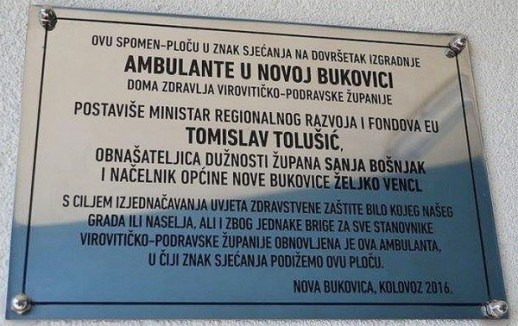 OVU SPOMEN-PLOČU U ZNAK SJEĆANJA NA DOVRŠETAK IZGRADNJE
AMBULANTE U NOVOJ BUKOVICI
DOMA ZDRAVLJA VIROVITIČKO-PODRAVSKE ŽUPANIJE
POSTAVIŠE MINISTAR REGIONALNOG RAZVOJA I FONDOVA EU
TOMISLAV TOLUŠIĆ,
OBNAŠATELJICA DUŽNOSTI ŽUPANA SANJA BOŠNJAK
I NAČELNIK OPĆINE NOVE BUKOVICE ŽELJKO VENCL
S CILJEM IZJEDNAČAVANJA UVJETA ZDRAVSTVENE ZAŠTITE BILO KOJEG NAŠEG
GRADA ILI NASELJA, ALI I ZBOG JEDNAKE BRIGE ZA SVE STANOVNIKE
VIROVITIČKO-PODRAVSKE ŽUPANIJE OBNOVLJENA JE OVA AMBULANTA,
U ČIJI ZNAK SJEĆANJA PODIŽEMO OVU PLOČU.
NOVA BUKOVICA, KOLOVOZ 2016.